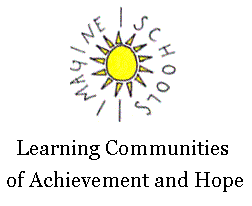 IMAGINE SCHOOLS
Learning Communities
of Achievement and Hope